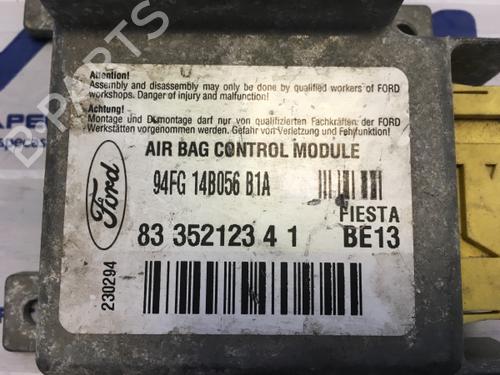 Attention!
Assembly and disassembly may only be done by qualified workers of FORD
workshops. Danger of injury and malfunction!
Achtung!
Montage und Demontage darf nur von qualifizierten Fachkräften der FORD
Werkstätten vorgenommen werden. Gefahr von Verletzung und Fehlfunktion!
AIR BAG CONTROL MODULE
Ford
94FG 14B056 B1A
FIESTA
83 352123 4 1
BE13
230294
B PARTS